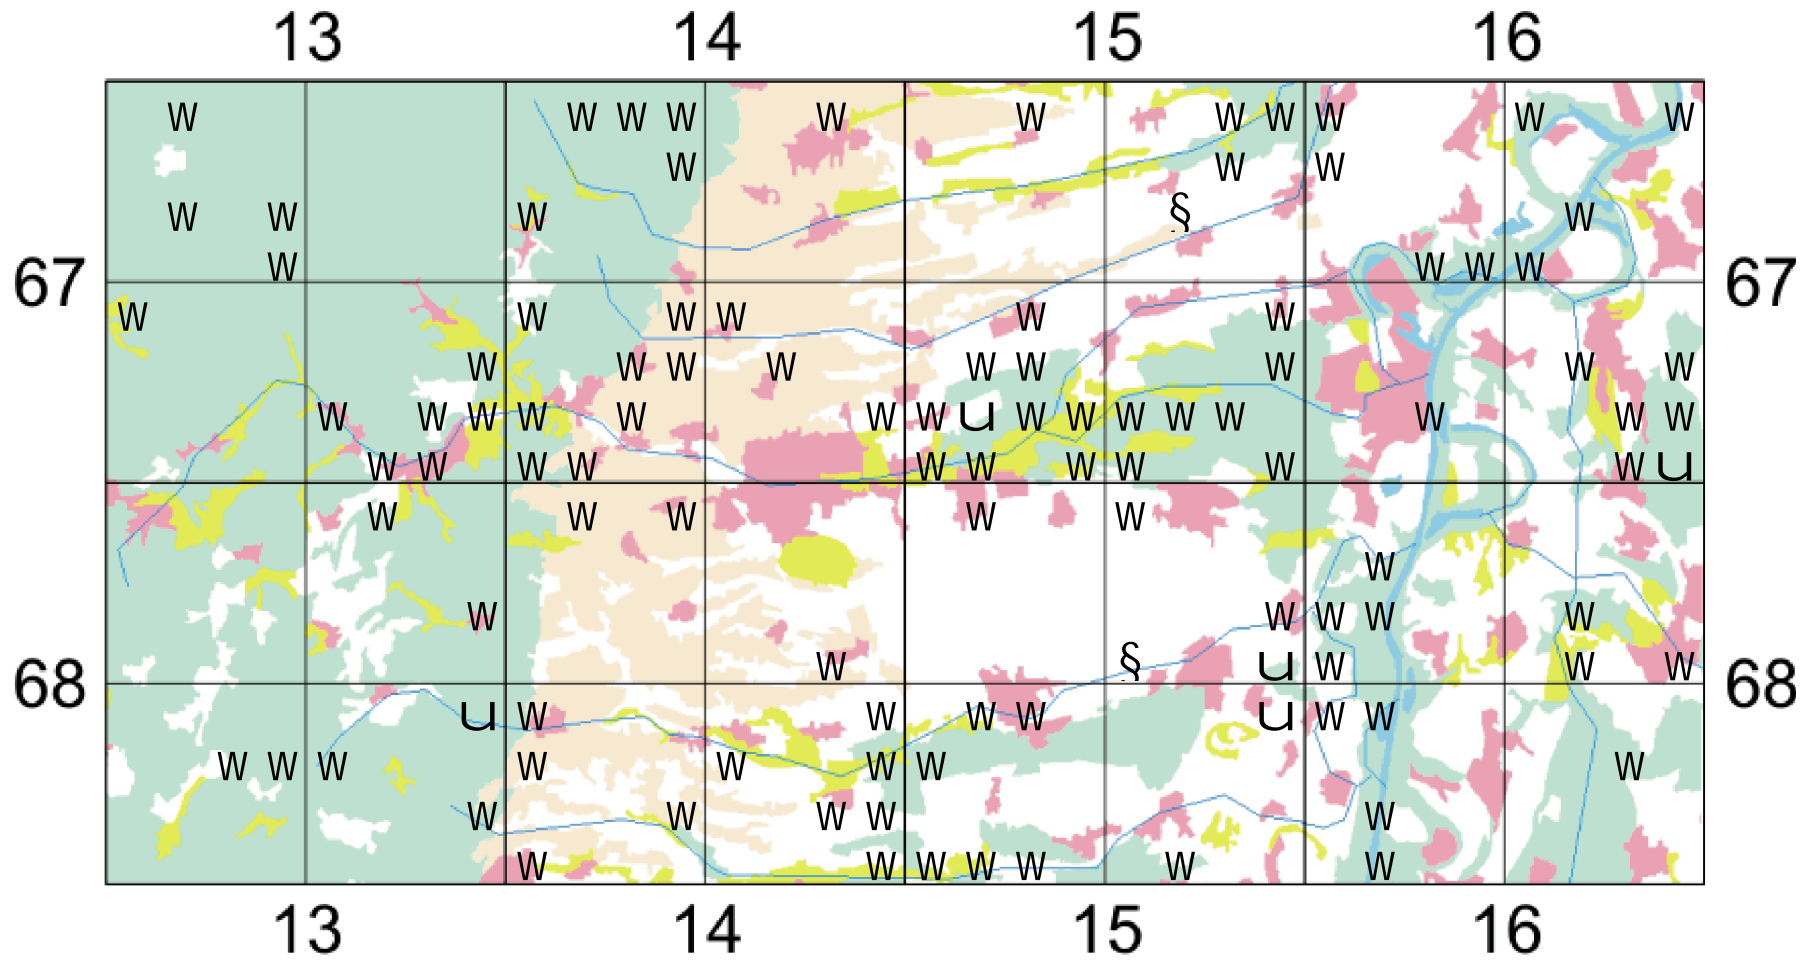 13 14 15 16
W W W W W W W W W W W
W W W
W W W § W
W W W W
67 67
W W W W W W
W W W W W W W W W
W W W W W W W u W W W W W W W W
W W W W W W W W W W u
W W W W W
W
W W W W W
W § u W W W
68 68
u W W W W u W W
W W W W W W W W
W W W W W
W W W W W W W
13 14 15 16